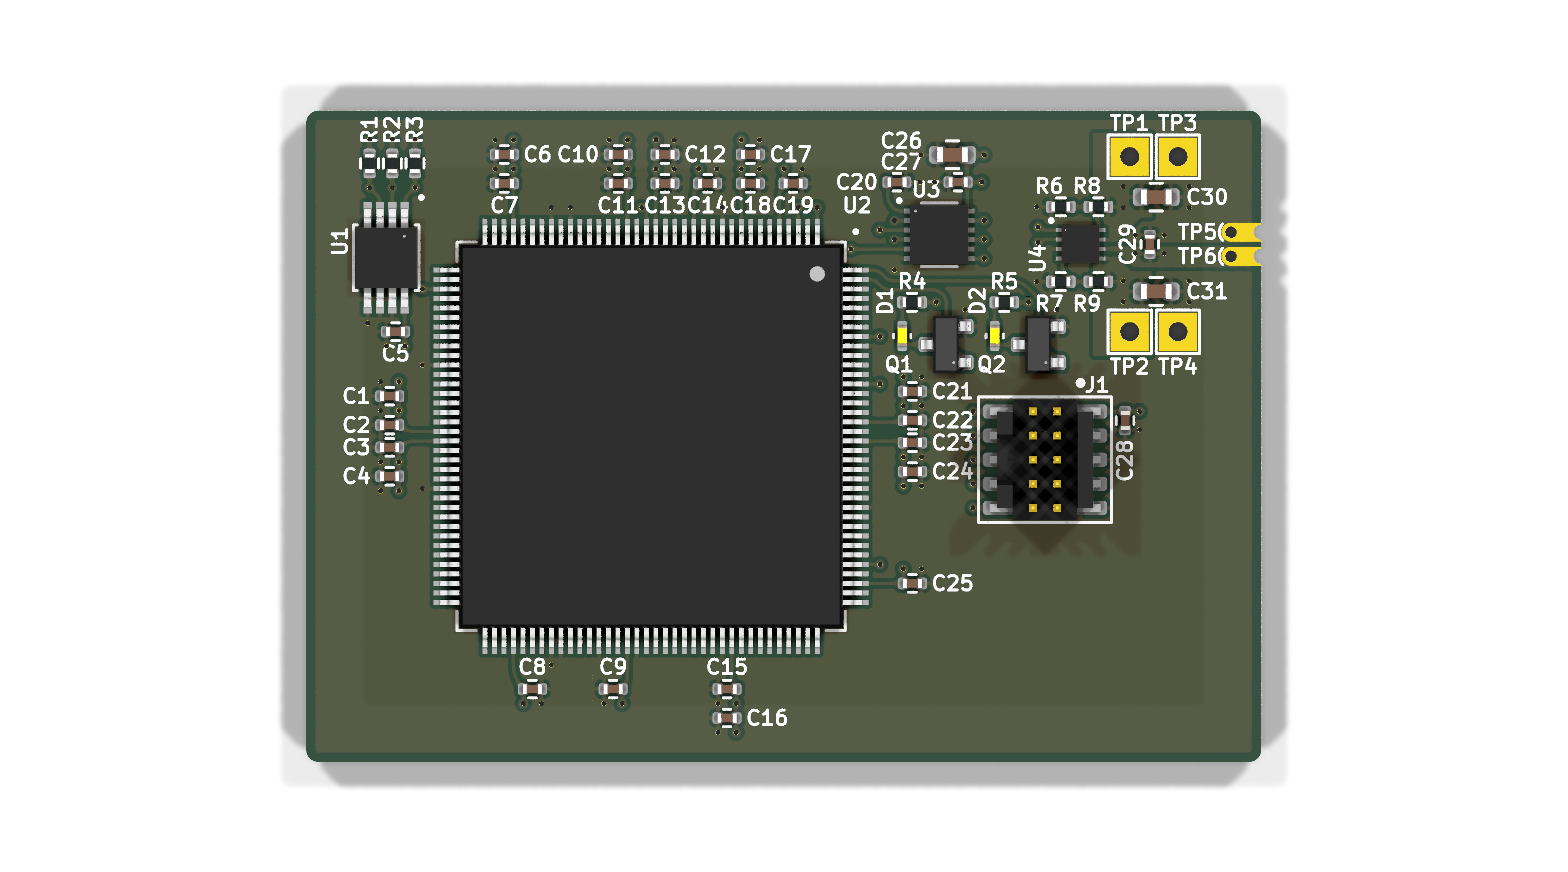 R1 R2 R3
TP1 TP3
C6 C10 C12 C17
C26
C27
C20 U3
R6 R8
C30
C7 C11 C13 C14 C18 C19 U2
U1
TP5
C29
TP6
U4
R4 R5
D1 D2
C31
R7 R9
C5
Q1 Q2
TP2 TP4
J1
C1
C21
C2
C22
C3
C23
C4
C24
C28
C25
C8 C9 C15
C16